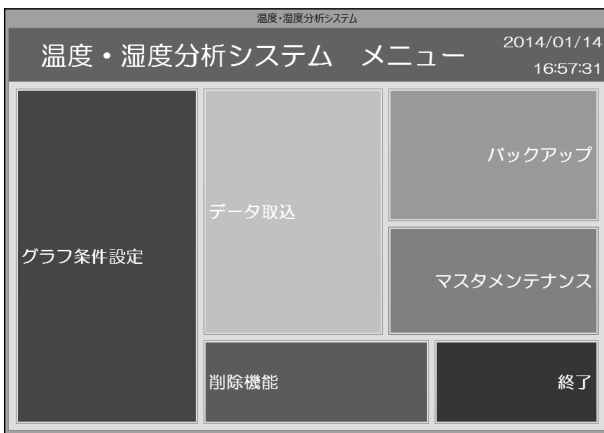 温度・湿度分析システム
温度・湿度分析システム　メニュー
2014/01/14
16:57:31
グラフ条件設定
データ取込
バックアップ
マスタメンテナンス
削除機能
終了